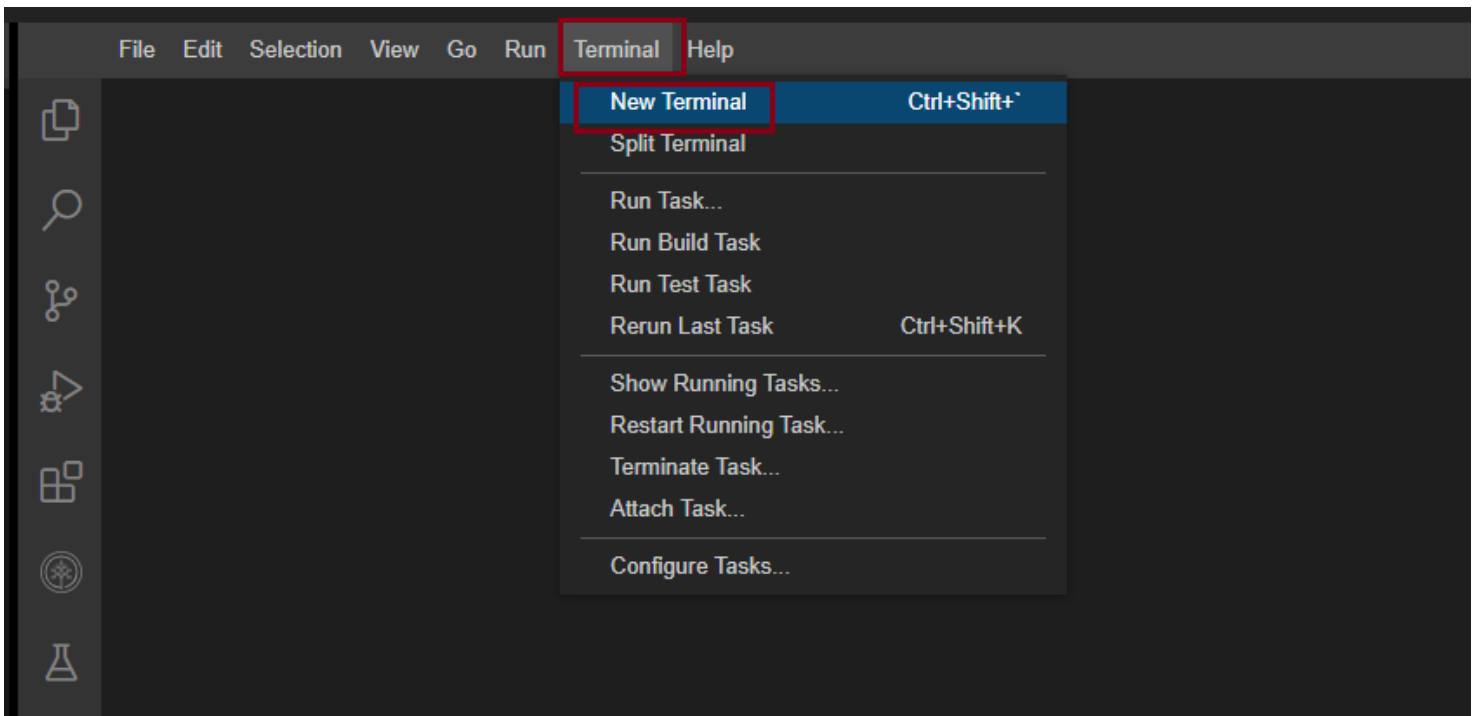 File Edit Selection View Go Run Terminal Help
New Terminal Ctrl+Shift+`
Split Terminal
Run Task...
Run Build Task
Run Test Task
Rerun Last Task Ctrl+Shift+K
Show Running Tasks...
Restart Running Task...
Terminate Task...
Attach Task...
Configure Tasks...